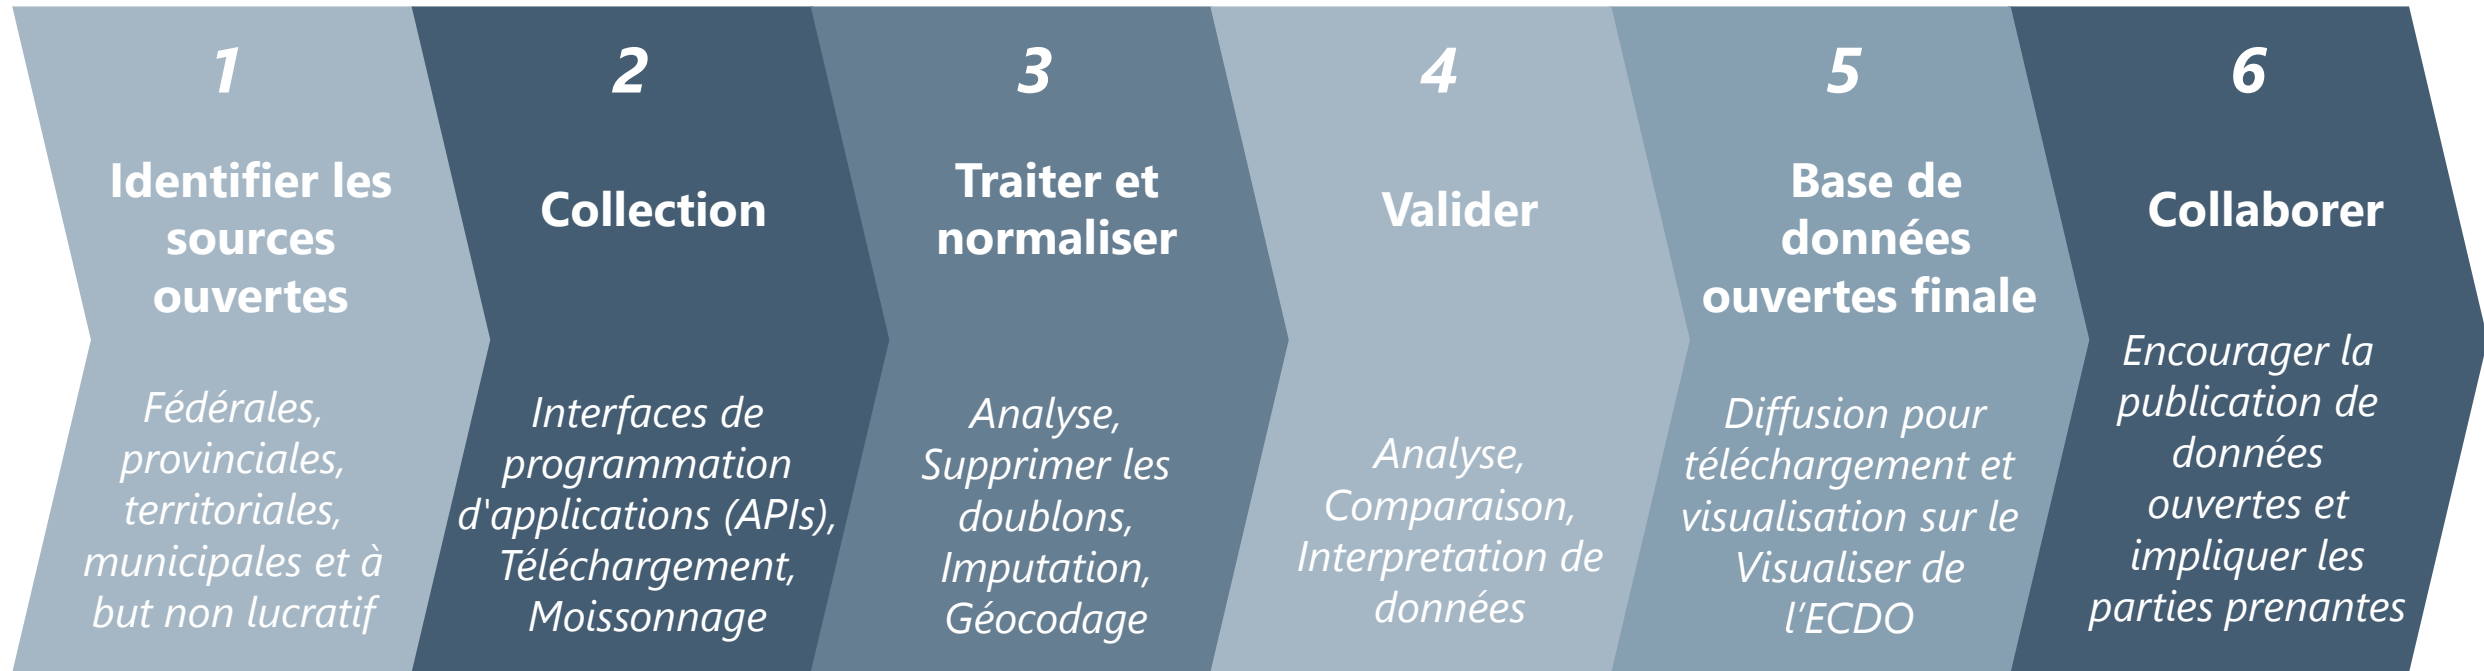 1
Identifier les
sources
ouvertes
Fédérales,
provinciales,
territoriales,
municipales et à
but non lucratif
2
Collection
Interfaces de
programmation
d'applications (APIs),
Téléchargement,
Moissonnage
3
Traiter et
normaliser
Analyse,
Supprimer les
doublons,
Imputation,
Géocodage
4
Valider
Analyse,
Comparaison,
Interpretation de
données
5
Base de
données
ouvertes finale
Diffusion pour
téléchargement et
visualisation sur le
Visualiser de
l’ECDO
6
Collaborer
Encourager la
publication de
données
ouvertes et
impliquer les
parties prenantes